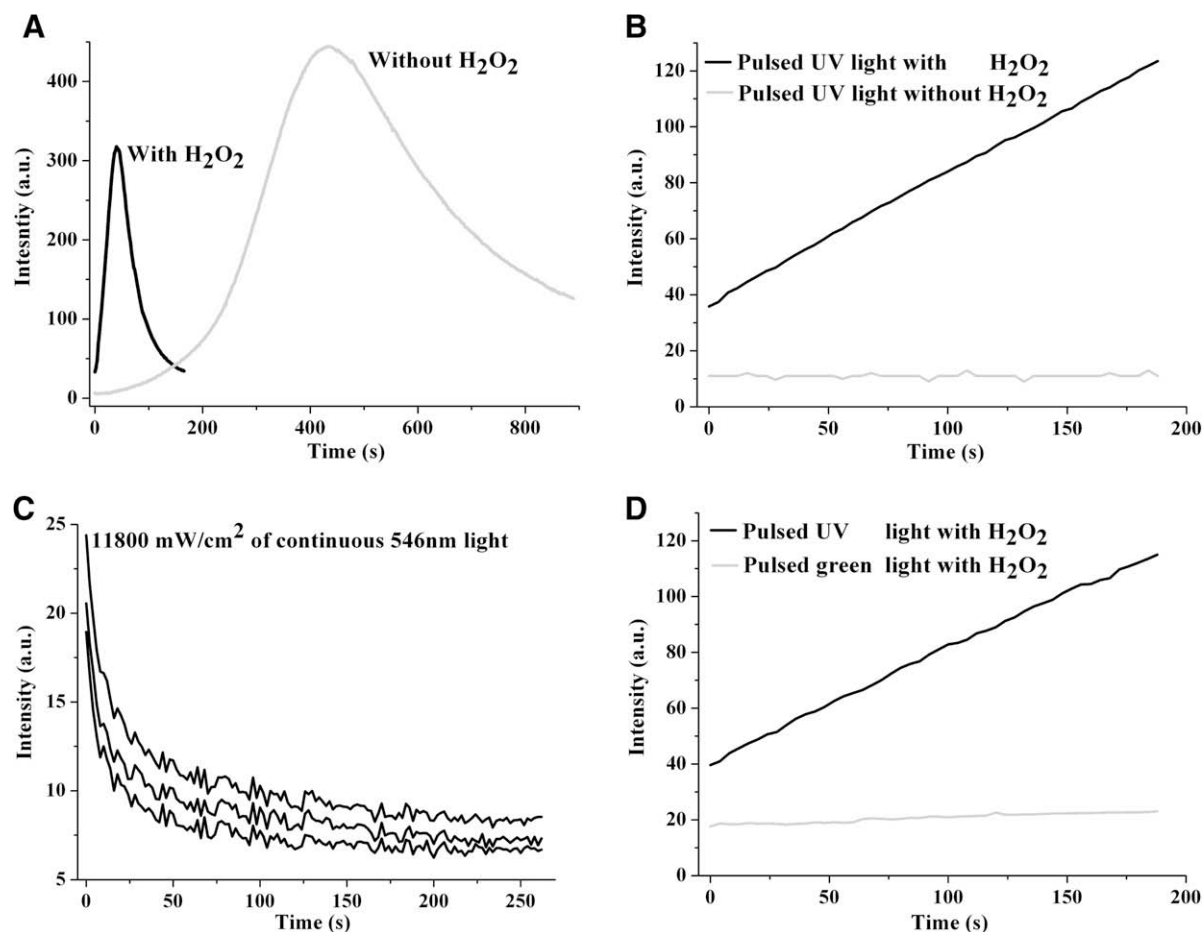 A
Without H2O2
With H2O2
Intesntiy (a.u.)
400
300
200
100
0
0 200 400 600 800
Time (s)
B
Pulsed UV light with H2O2
Pulsed UV light without H2O2
Intensity (a.u.)
120
100
80
60
40
20
0
0 50 100 150 200
Time (s)
C
11800 mW/cm2 of continuous 546nm light
Intensity (a.u.)
25
20
15
10
5
0 50 100 150 200 250
Time (s)
D
Pulsed UV light with H2O2
Pulsed green light with H2O2
Intensity (a.u.)
120
100
80
60
40
20
0
0 50 100 150 200
Time (s)